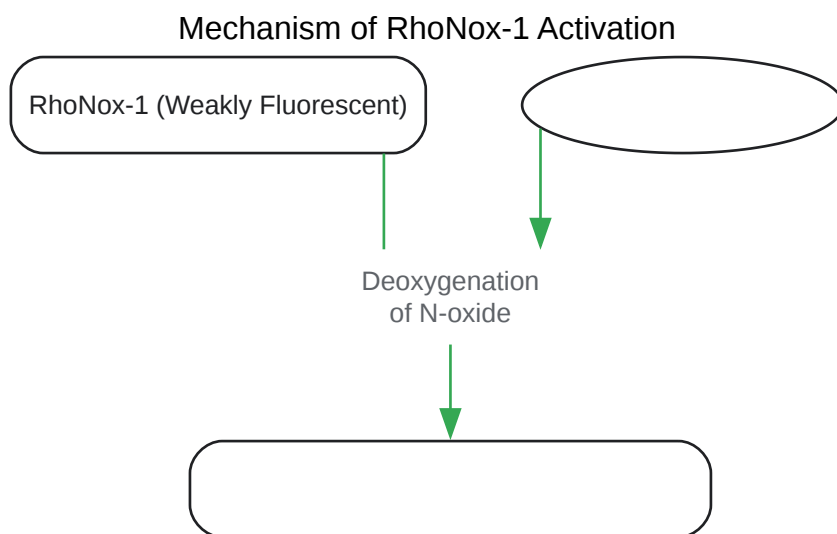 Mechanism of RhoNox-1 Activation
RhoNox-1 (Weakly Fluorescent)
Deoxygenation
of N-oxide